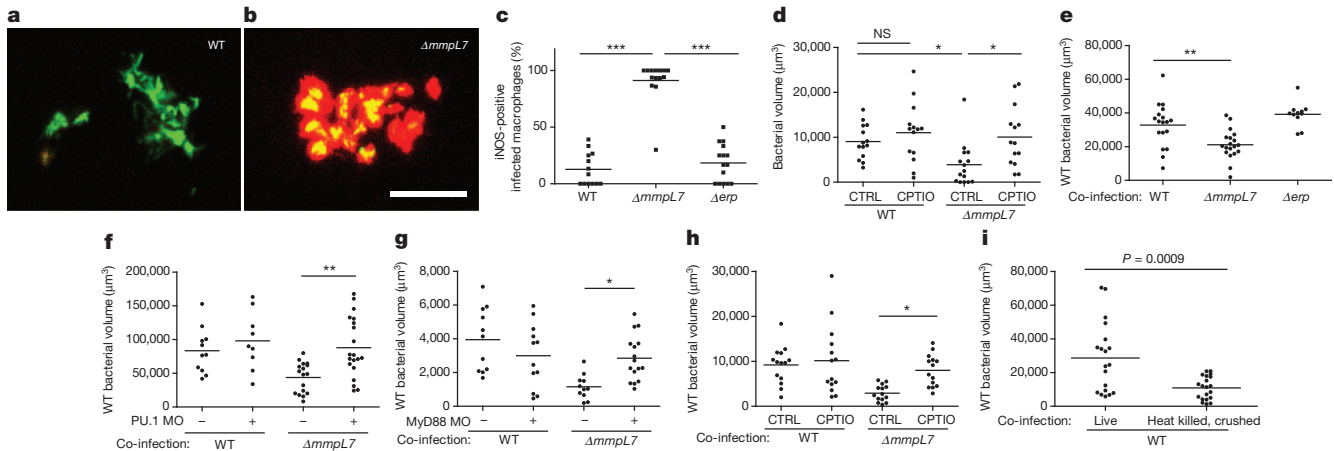 a
WT
b
ΔmmpL7
c
iNOS-positive
infected macrophages (%)
100
50
0
***
***
WT
ΔmmpL7
Δerp
d
Bacterial volume (μm³)
30,000
20,000
10,000
0
NS
*
*
CTRL CPTIO CTRL CPTIO
WT ΔmmpL7
e
WT bacterial volume (μm³)
80,000
60,000
40,000
20,000
0
**
Co-infection: WT ΔmmpL7 Δerp
f
WT bacterial volume (μm³)
200,000
150,000
100,000
50,000
0
**
PU.1 MO – + – +
Co-infection: WT ΔmmpL7
g
WT bacterial volume (μm³)
8,000
6,000
4,000
2,000
0
*
MyD88 MO – + – +
Co-infection: WT ΔmmpL7
h
WT bacterial volume (μm³)
30,000
20,000
10,000
0
*
CTRL CPTIO CTRL CPTIO
Co-infection: WT ΔmmpL7
i
WT bacterial volume (μm³)
80,000
60,000
40,000
20,000
0
P = 0.0009
Co-infection: Live Heat killed, crushed
WT